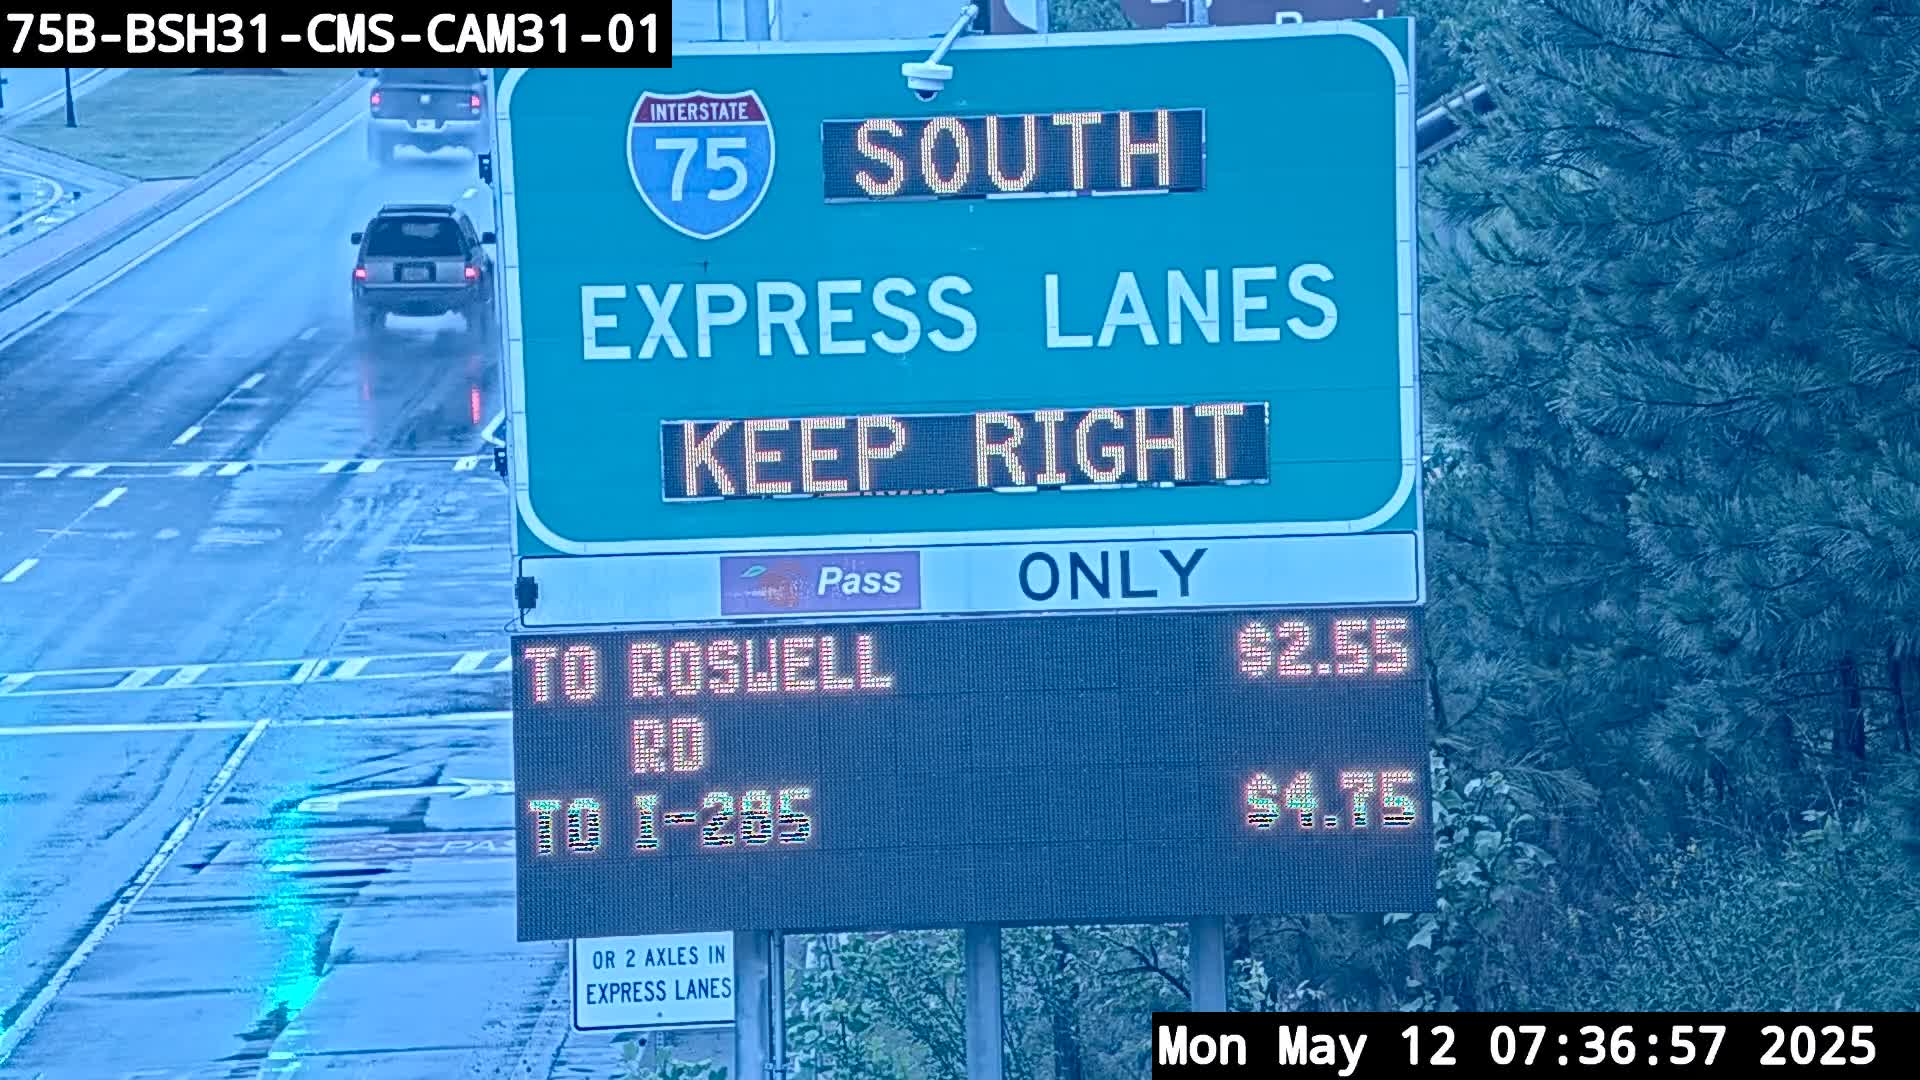 75B-BSH31-CMS-CAM31-01
INTERSTATE
75
SOUTH
EXPRESS LANES
KEEP RIGHT
Pass ONLY
TO ROSWELL $2.55
RD
TO I-285 $4.75
OR 2 AXLES IN
EXPRESS LANES
Mon May 12 07:36:57 2025